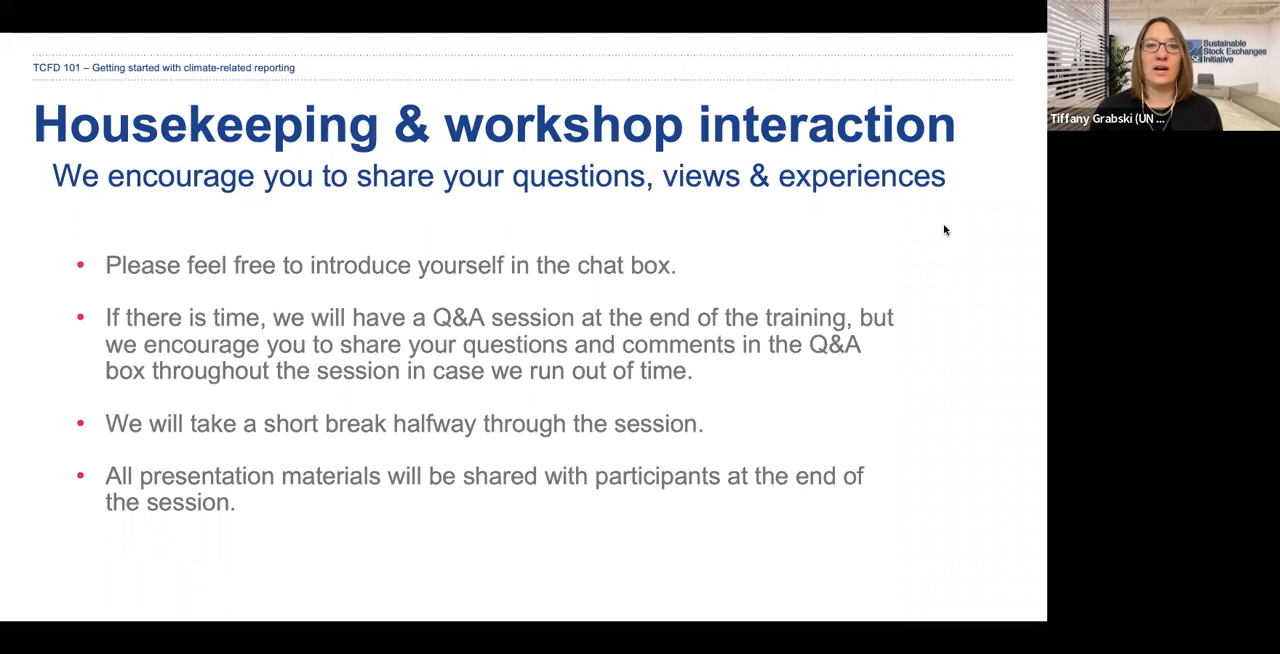 TCFD 101 – Getting started with climate-related reporting
Housekeeping & workshop interaction
We encourage you to share your questions, views & experiences
• Please feel free to introduce yourself in the chat box.
• If there is time, we will have a Q&A session at the end of the training, but
we encourage you to share your questions and comments in the Q&A
box throughout the session in case we run out of time.
• We will take a short break halfway through the session.
• All presentation materials will be shared with participants at the end of
the session.
Sustainable
Stock Exchanges
Initiative
Tiffany Grabski (UN ...